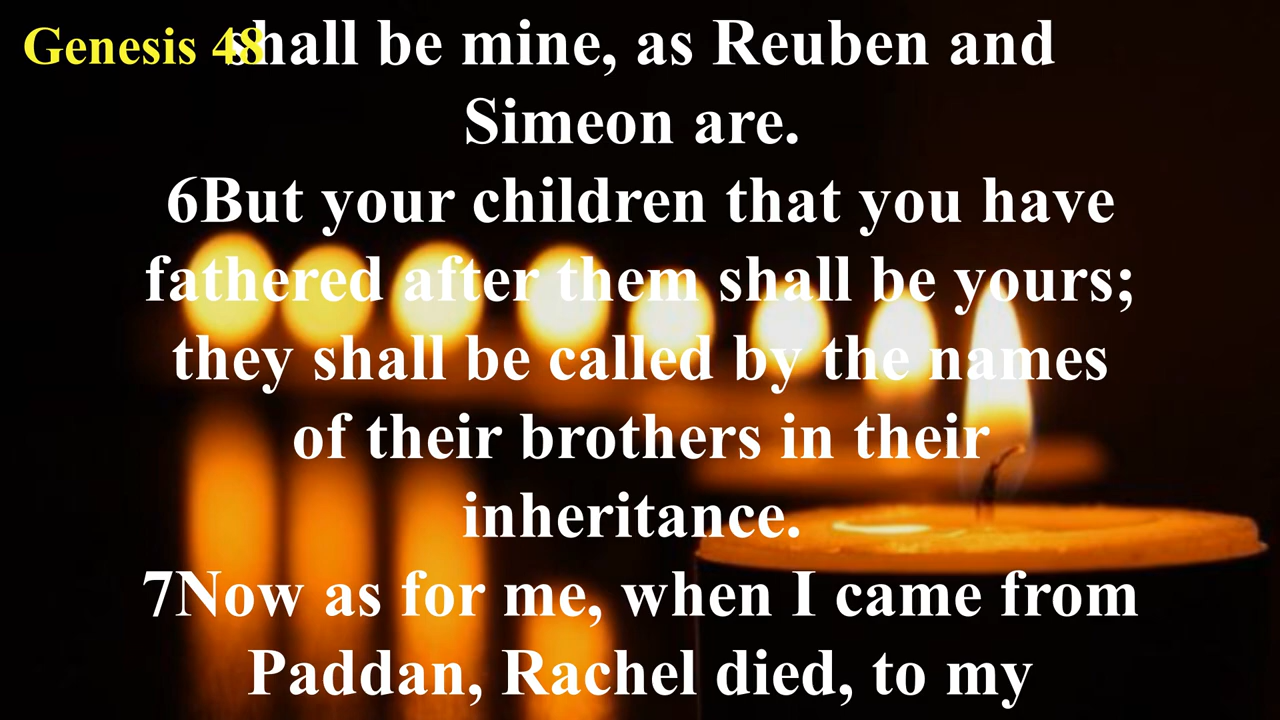 Genesis 48
shall be mine, as Reuben and
Simeon are.
6But your children that you have
fathered after them shall be yours;
they shall be called by the names
of their brothers in their
inheritance.
7Now as for me, when I came from
Paddan, Rachel died, to my